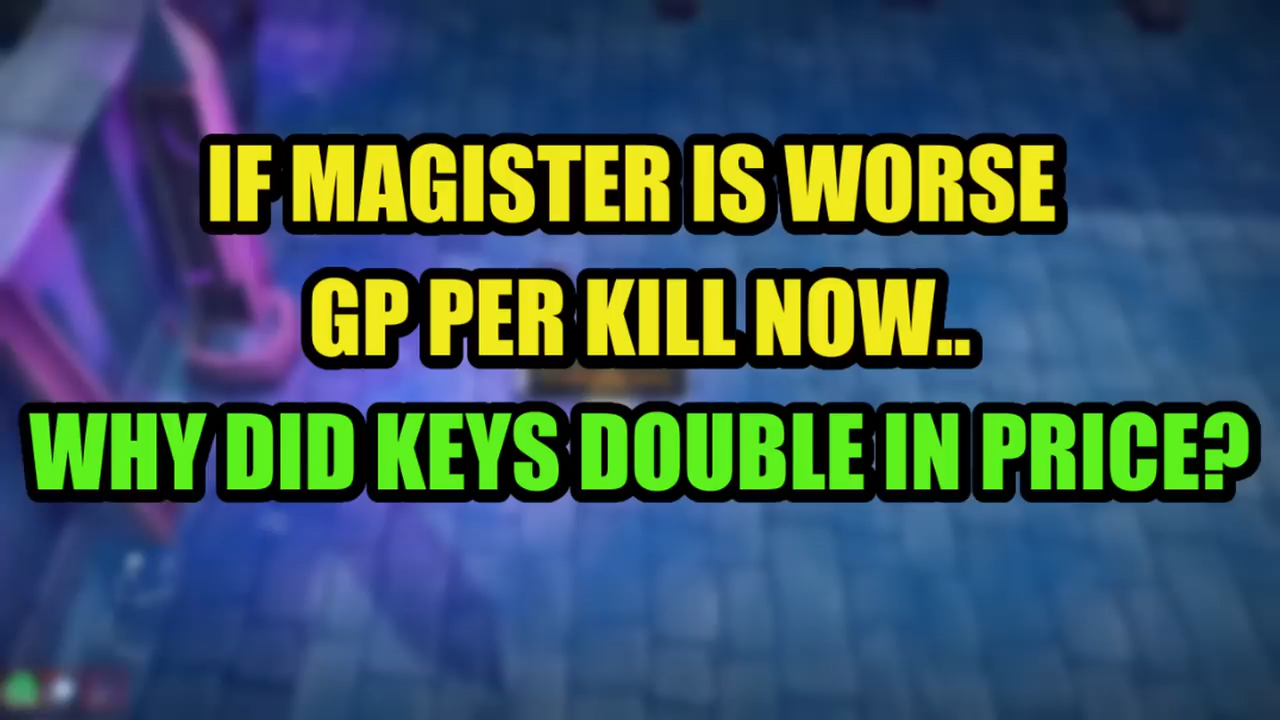 IF MAGISTER IS WORSE
GP PER KILL NOW..
WHY DID KEYS DOUBLE IN PRICE?